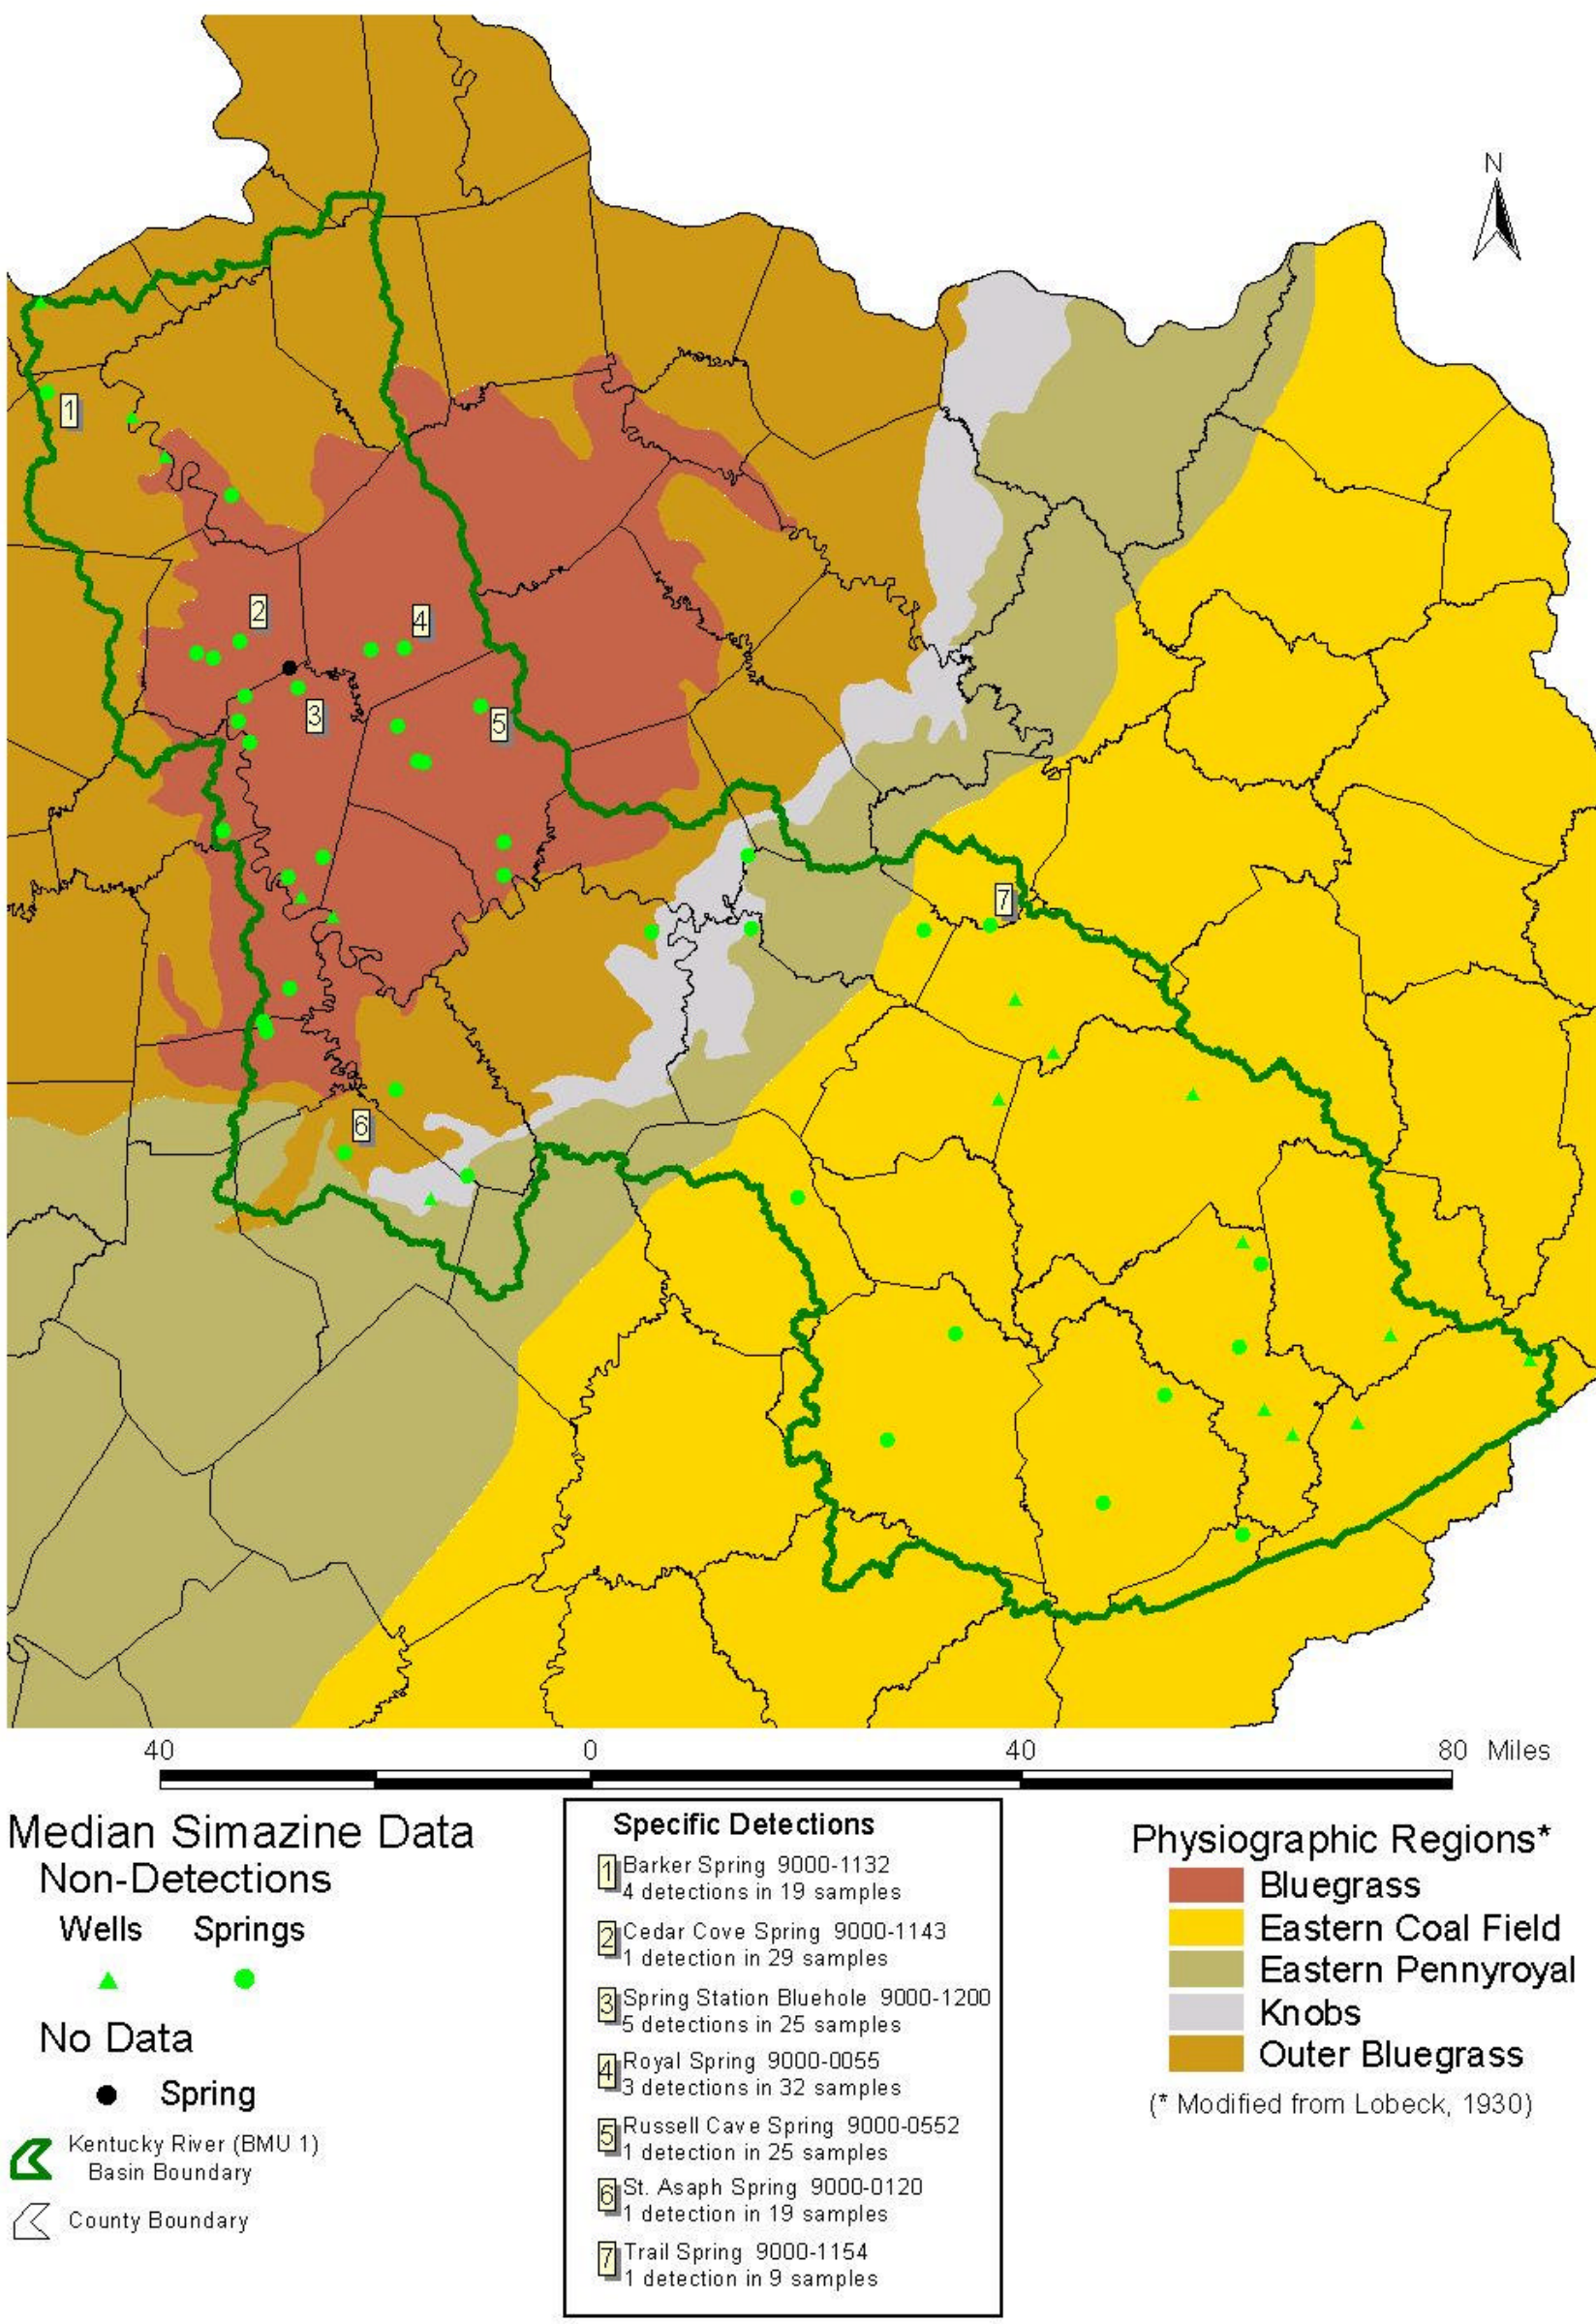 N
1
2
4
3
5
7
6
40 0 40 80 Miles
Median Simazine Data
Non-Detections
Wells Springs
No Data
Spring
Kentucky River (BMU 1)
Basin Boundary
County Boundary
Specific Detections
1 Barker Spring 9000-1132
4 detections in 19 samples
2 Cedar Cove Spring 9000-1143
1 detection in 29 samples
3 Spring Station Bluehole 9000-1200
5 detections in 25 samples
4 Royal Spring 9000-0055
3 detections in 32 samples
5 Russell Cave Spring 9000-0552
1 detection in 25 samples
6 St. Asaph Spring 9000-0120
1 detection in 19 samples
7 Trail Spring 9000-1154
1 detection in 9 samples
Physiographic Regions*
Bluegrass
Eastern Coal Field
Eastern Pennyroyal
Knobs
Outer Bluegrass
(* Modified from Lobeck, 1930)